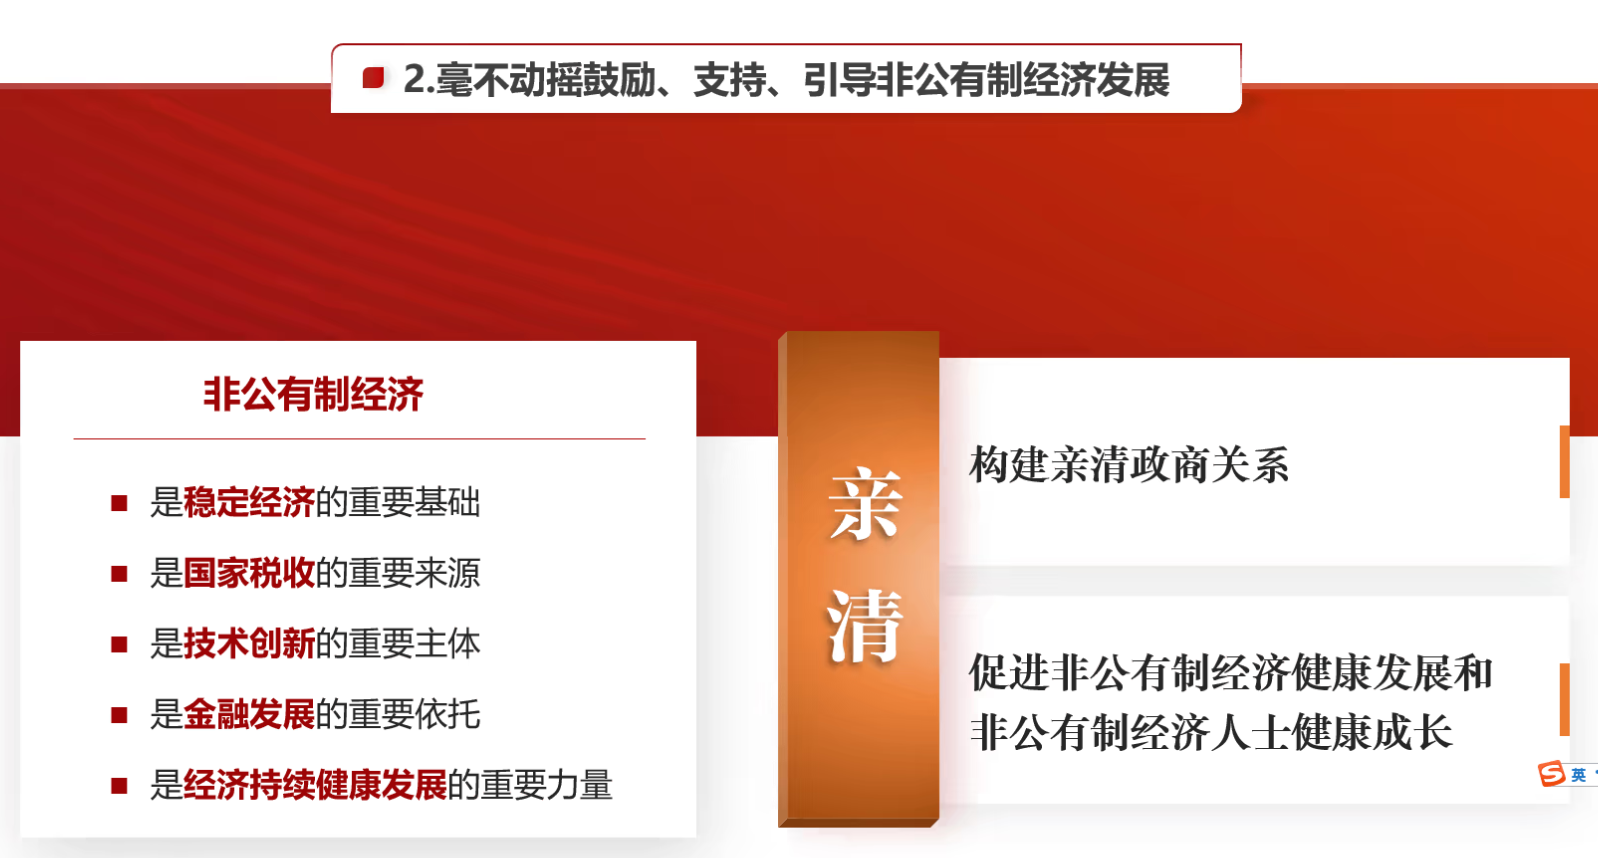 2.毫不动摇鼓励、支持、引导非公有制经济发展
非公有制经济
是稳定经济的重要基础
是国家税收的重要来源
是技术创新的重要主体
是金融发展的重要依托
是经济持续健康发展的重要力量
亲
清
构建亲清政商关系
促进非公有制经济健康发展和
非公有制经济人士健康成长
英